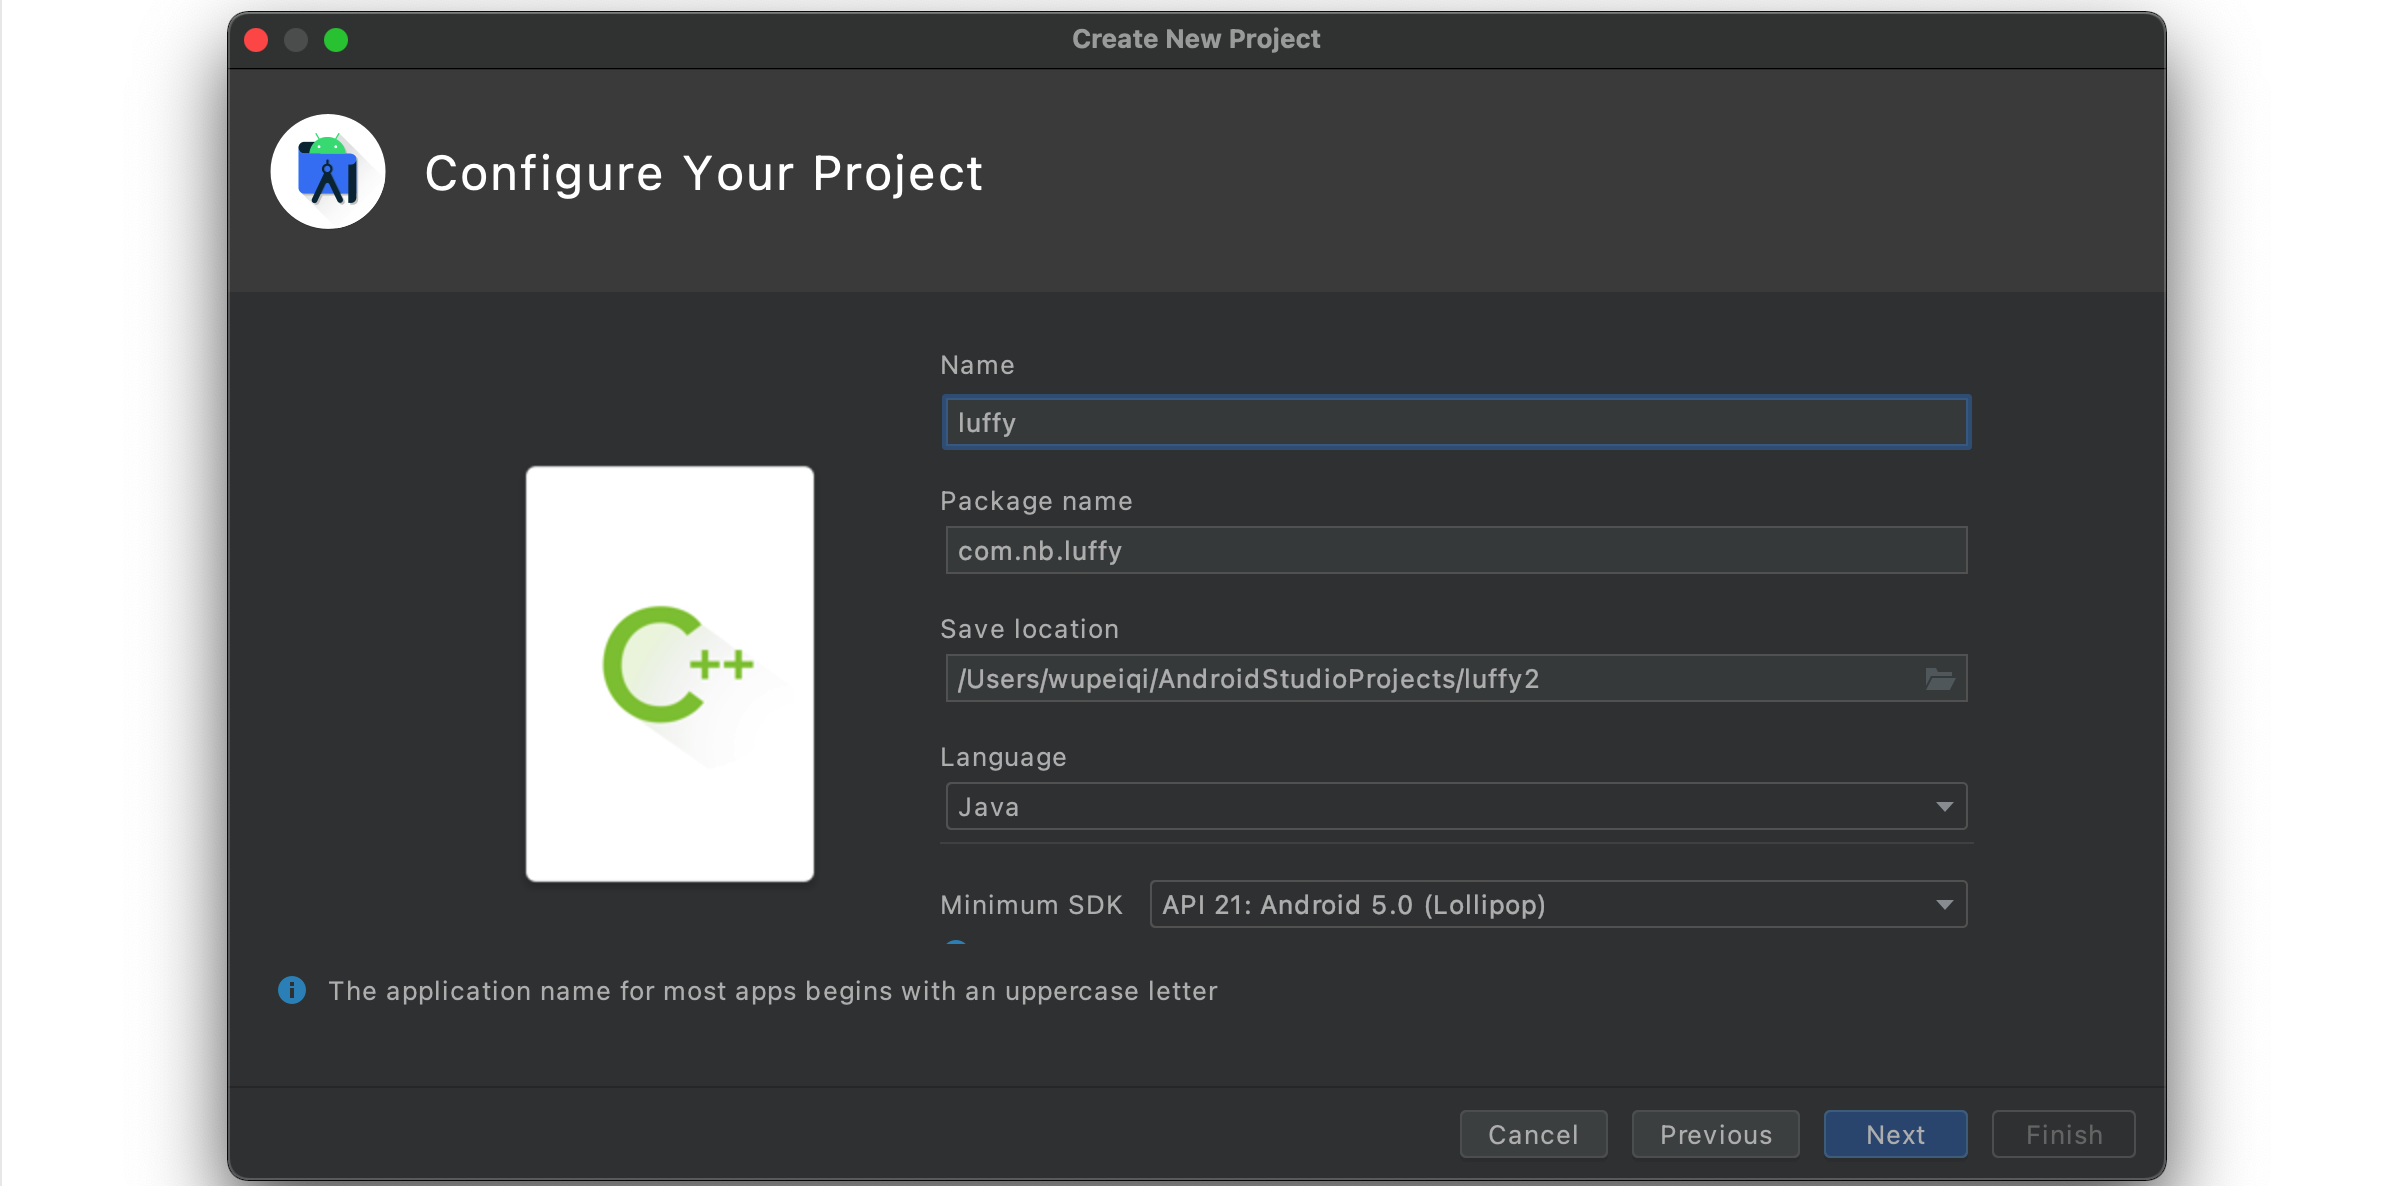 Create New Project
Configure Your Project
Name
luffy
Package name
com.nb.luffy
Save location
/Users/wupeiqi/AndroidStudioProjects/luffy2
Language
Java
Minimum SDK API 21: Android 5.0 (Lollipop)
C++
The application name for most apps begins with an uppercase letter
Cancel Previous Next Finish